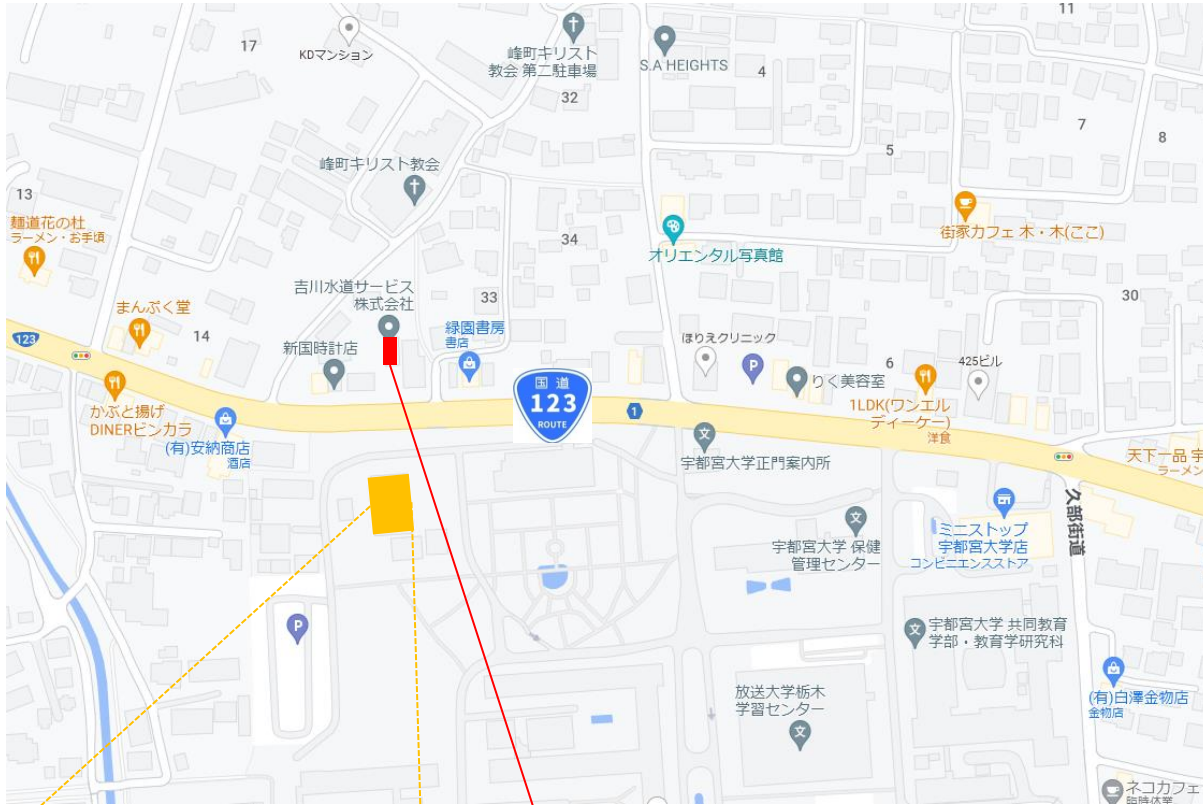 11
17
KDマンション
峰町キリスト
教会 第二駐車場
S.A HEIGHTS
4
32
7
8
5
峰町キリスト教会
13
麺道花の杜
ラーメン・お手頃
街家カフェ 木・木(ここ)
34
オリエンタル写真館
吉川水道サービス
株式会社
33
30
まんぷく堂
14
緑園書房
書店
新国時計店
ほりえクリニック
P
6
425ビル
123
りく美容室
国道
123
ROUTE
1
かぶと揚げ
DINERピンカラ
1LDK(ワンエル
ディーケー)
洋食
(有)安納商店
酒店
宇都宮大学正門案内所
天下一品 宇
ラーメン
久部街道
ミニストップ
宇都宮大学店
コンビニエンスストア
宇都宮大学 保健
管理センター
P
宇都宮大学 共同教育
学部・教育学研究科
放送大学栃木
学習センター
(有)白澤金物店
金物店
ネコカフェ
臨時休業